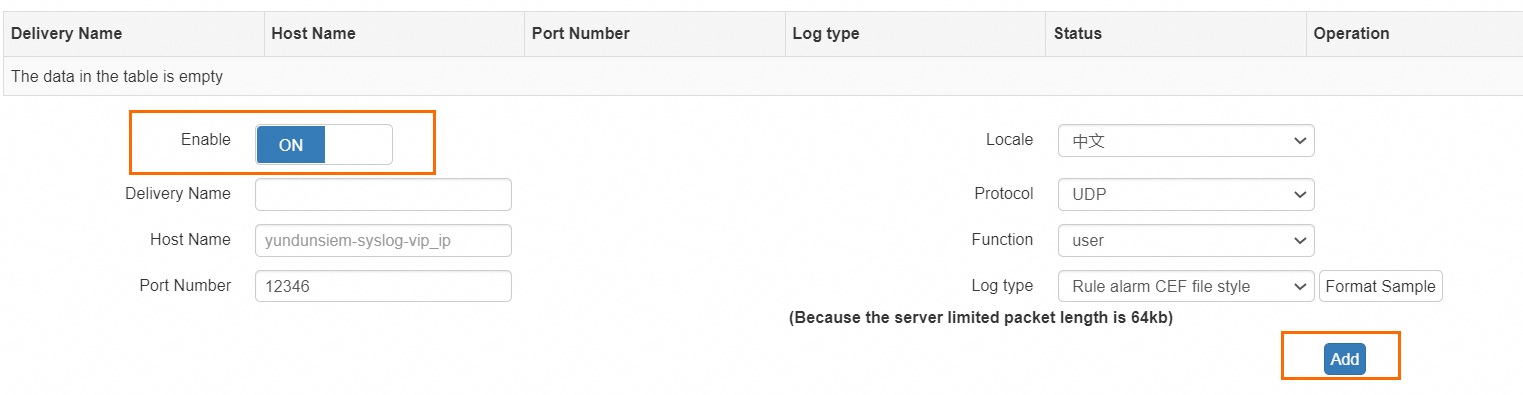 Delivery Name Host Name Port Number Log type Status Operation
The data in the table is empty
Enable ON Locale 中文
Delivery Name Protocol UDP
Host Name yundunsiem-syslog-vip_ip Function user
Port Number 12346 Log type Rule alarm CEF file style Format Sample
(Because the server limited packet length is 64kb)
Add